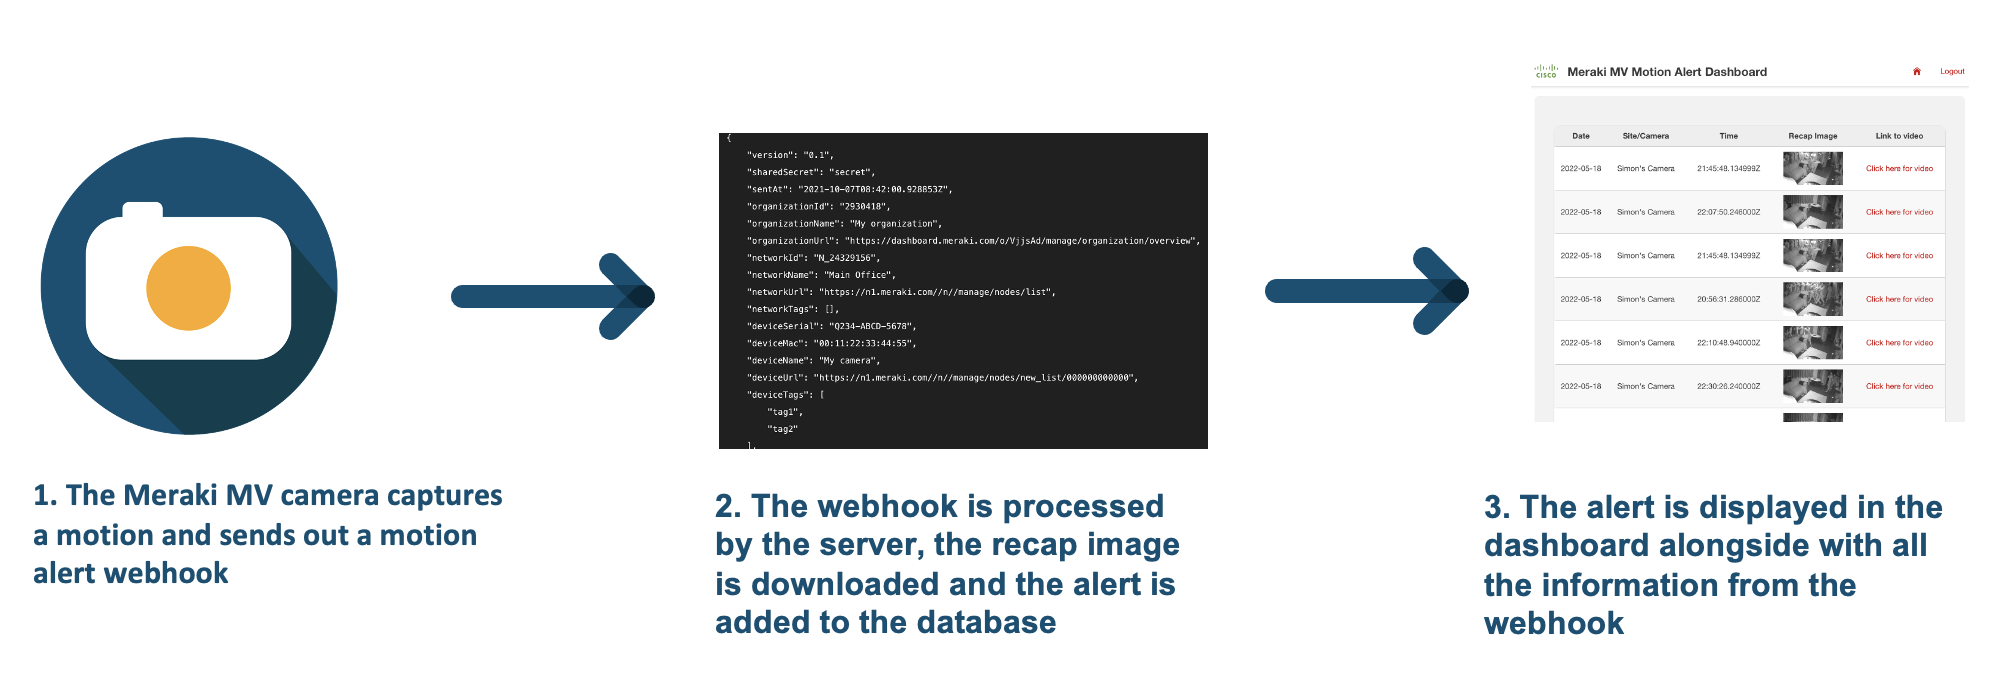 1. The Meraki MV camera captures
a motion and sends out a motion
alert webhook
{
"version": "0.1",
"sharedSecret": "secret",
"sentAt": "2021-10-07T08:42:00.928853Z",
"organizationId": "2930418",
"organizationName": "My organization",
"organizationUrl": "https://dashboard.meraki.com/o/VjjsAd/manage/organization/overview",
"networkId": "N_24329156",
"networkName": "Main Office",
"networkUrl": "https://n1.meraki.com//n//manage/nodes/list",
"networkTags": [],
"deviceSerial": "Q234-ABCD-5678",
"deviceMac": "00:11:22:33:44:55",
"deviceName": "My camera",
"deviceUrl": "https://n1.meraki.com//n//manage/nodes/new_list/000000000000",
"deviceTags": [
"tag1",
"tag2"
],
2. The webhook is processed
by the server, the recap image
is downloaded and the alert is
added to the database
CISCO Meraki MV Motion Alert Dashboard Logout
Date Site/Camera Time Recap Image Link to video
2022-05-18 Simon's Camera 21:45:48.134999Z Click here for video
2022-05-18 Simon's Camera 22:07:50.246000Z Click here for video
2022-05-18 Simon's Camera 21:45:48.134999Z Click here for video
2022-05-18 Simon's Camera 20:56:31.286000Z Click here for video
2022-05-18 Simon's Camera 22:10:48.940000Z Click here for video
2022-05-18 Simon's Camera 22:30:26.240000Z Click here for video
3. The alert is displayed in the
dashboard alongside with all
the information from the
webhook